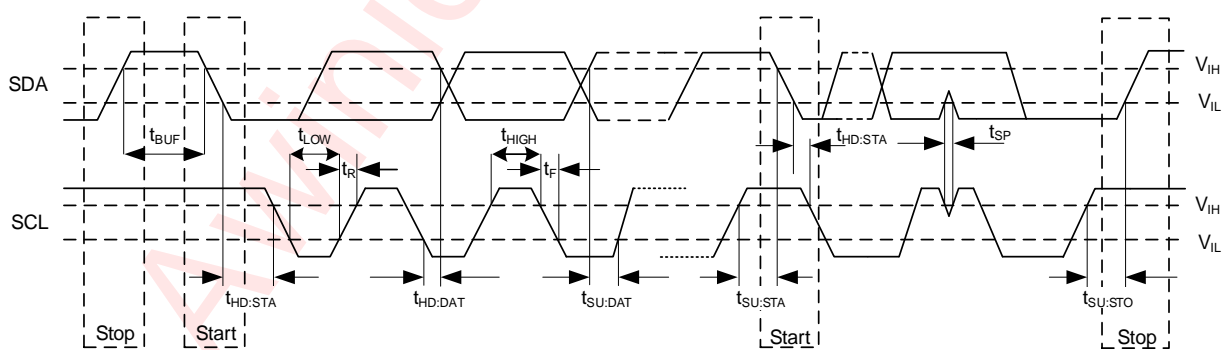 SDA
V_IH
V_IL
t_BUF
t_LOW
t_R
t_HIGH
t_F
t_HD:STA
t_SP
SCL
V_IH
V_IL
t_HD:STA
t_HD:DAT
t_SU:DAT
t_SU:STA
t_SU:STO
Stop
Start
Start
Stop
Awinic